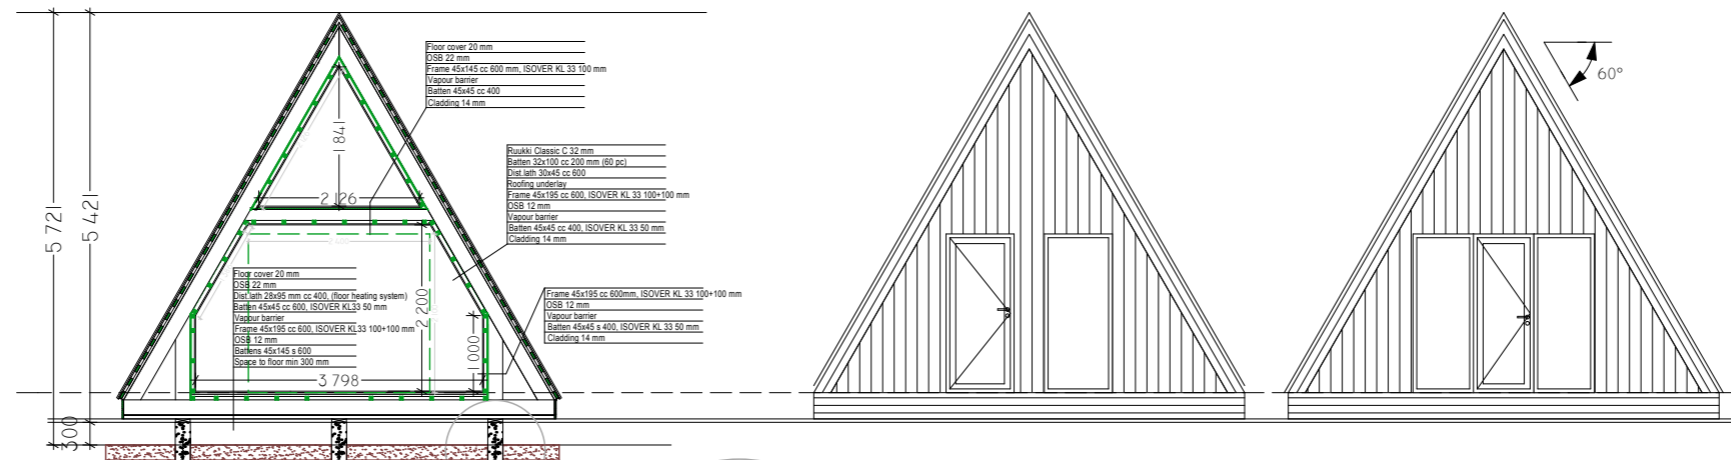 Floor cover 20 mm
OSB 22 mm
Frame 45x145 cc 600 mm, ISOVER KL 33 100 mm
Vapour barrier
Batten 45x45 cc 400
Cladding 14 mm
Ruukki Classic C 32 mm
Batten 32x100 cc 200 mm (60 pc)
Dist.lath 30x45 cc 600
Roofing underlay
Frame 45x195 cc 600, ISOVER KL 33 100+100 mm
OSB 12 mm
Vapour barrier
Batten 45x45 cc 400, ISOVER KL 33 50 mm
Cladding 14 mm
Floor cover 20 mm
OSB 22 mm
Dist.lath 28x95 mm cc 400, (floor heating system)
Batten 45x45 cc 600, ISOVER KL33 50 mm
Vapour barrier
Frame 45x195 cc 600, ISOVER KL33 100+100 mm
OSB 12 mm
Battens 45x145 s 600
Space to floor min 300 mm
Frame 45x195 cc 600mm, ISOVER KL 33 100+100 mm
OSB 12 mm
Vapour barrier
Batten 45x45 s 400, ISOVER KL 33 50 mm
Cladding 14 mm
5 721
5 421
300
1 841
2 126
2 200
1 000
3 798
60°